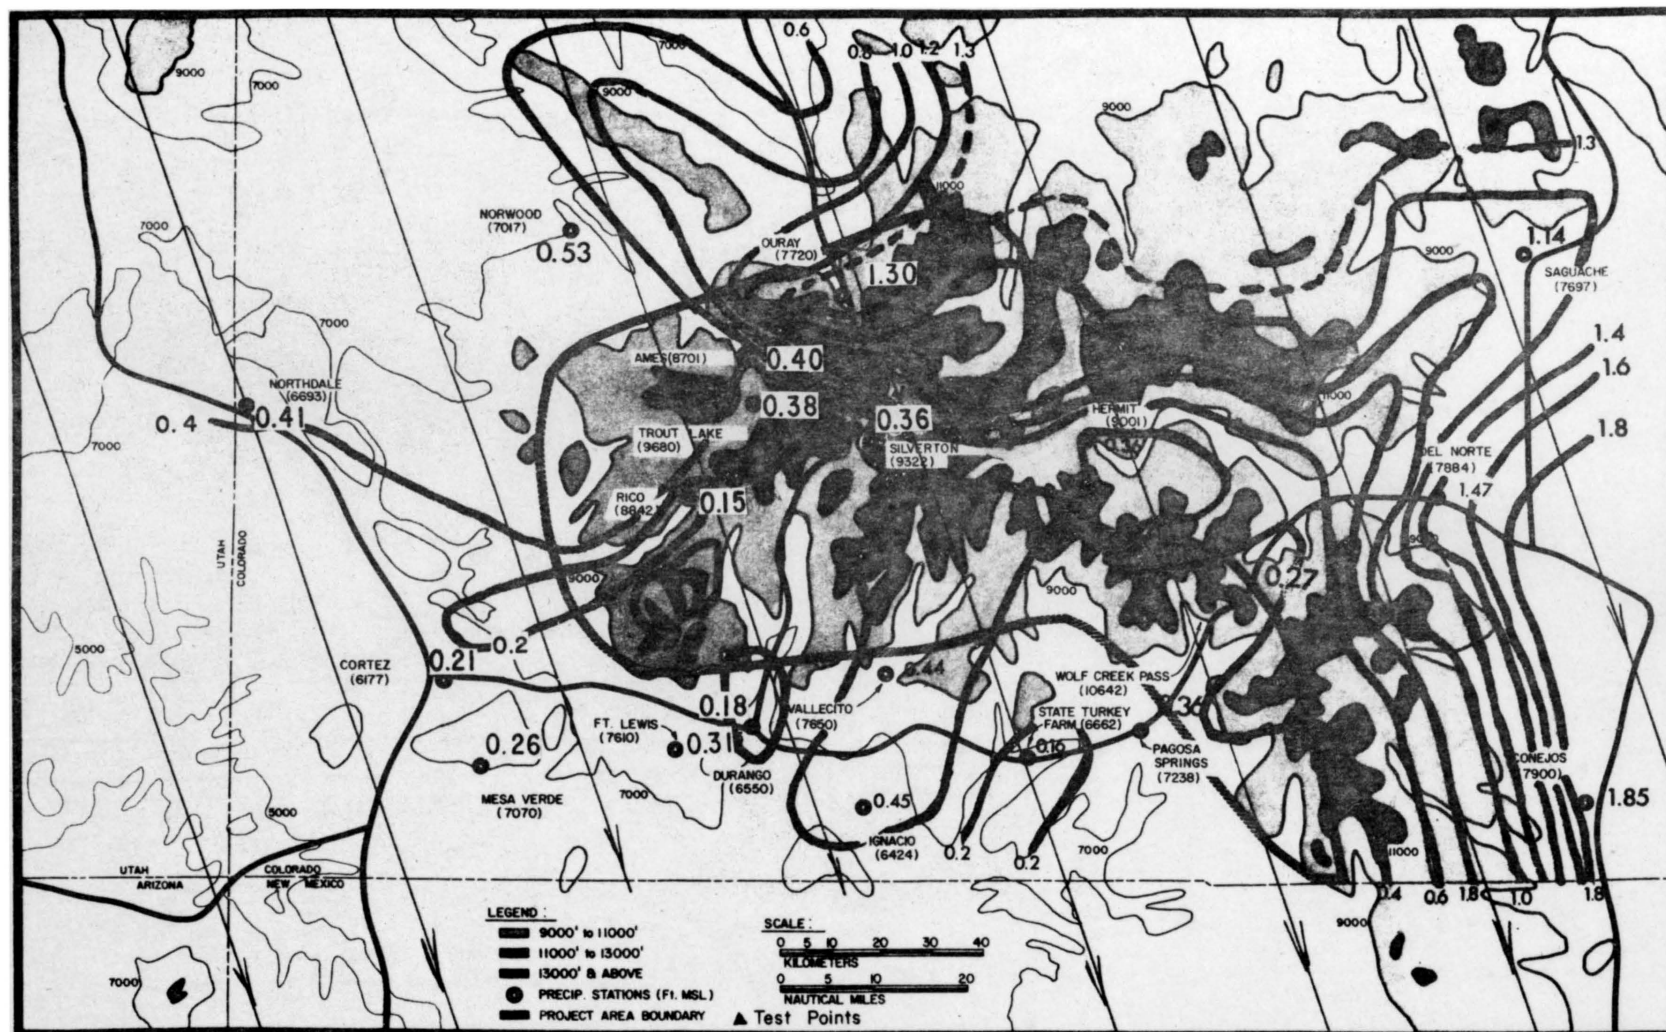 0.6
0.8 1.0 1.2 1.3
9000
7000
7000
9000
9000
1.3
11000
NORWOOD
(7017)
0.53
7000
OURAY
(7720)
1.30
9000
1.14
SAGUACHE
(7697)
7000
1.4
1.6
AMES (8701)
0.40
NORTHDALE
(6693)
0.41
0.4
0.38
0.36
HERMIT
(9001)
11000
1.8
7000
TROUT LAKE
(9680)
SILVERTON
(9322)
DEL NORTE
(7884)
1.47
RICO
(8842)
0.15
UTAH
COLORADO
9000
9000
9000
0.27
5000
0.2
CORTEZ
(6177)
0.21
0.44
WOLF CREEK PASS
(10642)
0.18
VALLECITO
(7650)
STATE TURKEY
FARM (6662)
0.36
FT. LEWIS
(7610)
0.31
0.26
0.16
PAGOSA
SPRINGS
(7238)
CONEJOS
(7900)
DURANGO
(6550)
MESA VERDE
(7070)
7000
0.45
1.85
5000
IGNACIO
(6424)
0.2
0.2
7000
11000
UTAH
ARIZONA
COLORADO
NEW MEXICO
0.4 0.6 1.8 1.0 1.8
9000
7000
LEGEND:
9000' to 11000'
11000' to 13000'
13000' & ABOVE
PRECIP. STATIONS (Ft. MSL)
PROJECT AREA BOUNDARY
SCALE:
0 5 10 20 30 40
KILOMETERS
0 5 10 20
NAUTICAL MILES
▲ Test Points